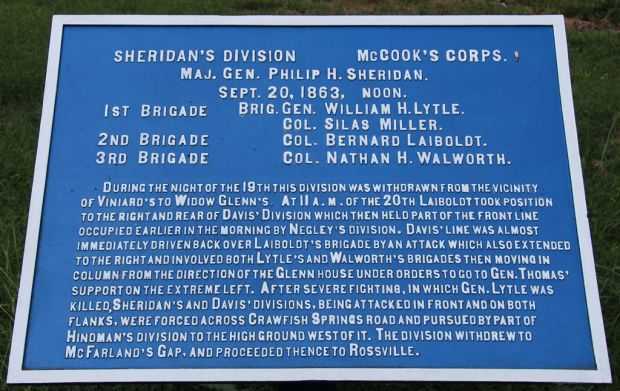 SHERIDAN'S DIVISION McCOOK'S CORPS.
MAJ. GEN. PHILIP H. SHERIDAN.
SEPT. 20, 1863, NOON.
1ST BRIGADE BRIG. GEN. WILLIAM H. LYTLE.
COL. SILAS MILLER.
2ND BRIGADE COL. BERNARD LAIBOLDT.
3RD BRIGADE COL. NATHAN H. WALWORTH.
DURING THE NIGHT OF THE 19TH THIS DIVISION WAS WITHDRAWN FROM THE VICINITY
OF VINIARD'S TO WIDOW GLENN'S. AT 11 A.M. OF THE 20TH LAIBOLDT TOOK POSITION
TO THE RIGHT AND REAR OF DAVIS' DIVISION WHICH THEN HELD PART OF THE FRONT LINE
OCCUPIED EARLIER IN THE MORNING BY NEGLEY'S DIVISION. DAVIS' LINE WAS ALMOST
IMMEDIATELY DRIVEN BACK OVER LAIBOLDT'S BRIGADE BY AN ATTACK WHICH ALSO EXTENDED
TO THE RIGHT AND INVOLVED BOTH LYTLE'S AND WALWORTH'S BRIGADES THEN MOVING IN
COLUMN FROM THE DIRECTION OF THE GLENN HOUSE UNDER ORDERS TO GO TO GEN. THOMAS'
SUPPORT ON THE EXTREME LEFT. AFTER SEVERE FIGHTING, IN WHICH GEN. LYTLE WAS
KILLED, SHERIDAN'S AND DAVIS' DIVISIONS, BEING ATTACKED IN FRONT AND ON BOTH
FLANKS, WERE FORCED ACROSS CRAWFISH SPRINGS ROAD AND PURSUED BY PART OF
HINDMAN'S DIVISION TO THE HIGH GROUND WEST OF IT. THE DIVISION WITHDREW TO
McFARLAND'S GAP, AND PROCEEDED THENCE TO ROSSVILLE.